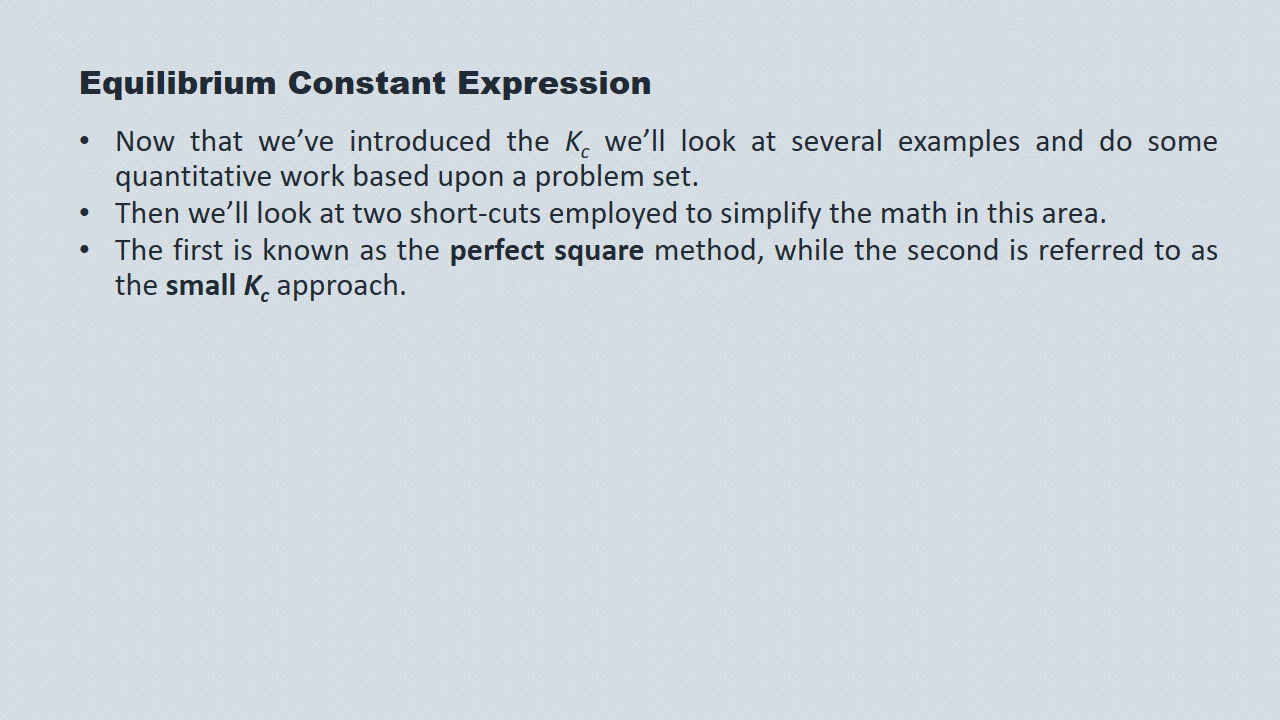 Equilibrium Constant Expression
• Now that we’ve introduced the Kc we’ll look at several examples and do some
quantitative work based upon a problem set.
• Then we’ll look at two short-cuts employed to simplify the math in this area.
• The first is known as the perfect square method, while the second is referred to as
the small Kc approach.